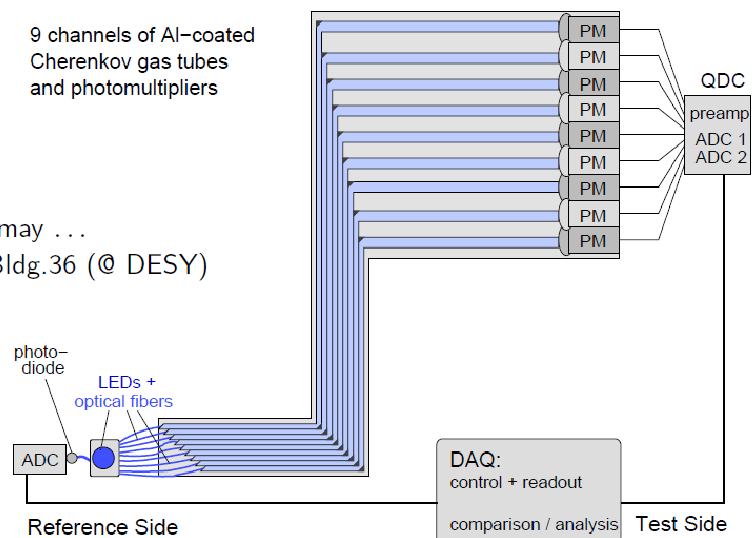 9 channels of Al-coated
Cherenkov gas tubes
and photomultipliers
PM
PM
PM
PM
PM
PM
PM
PM
PM
QDC
preamp
ADC 1
ADC 2
may ...
Bldg.36 (@ DESY)
photo-
diode
LEDs +
optical fibers
ADC
DAQ:
control + readout
comparison / analysis
Reference Side
Test Side